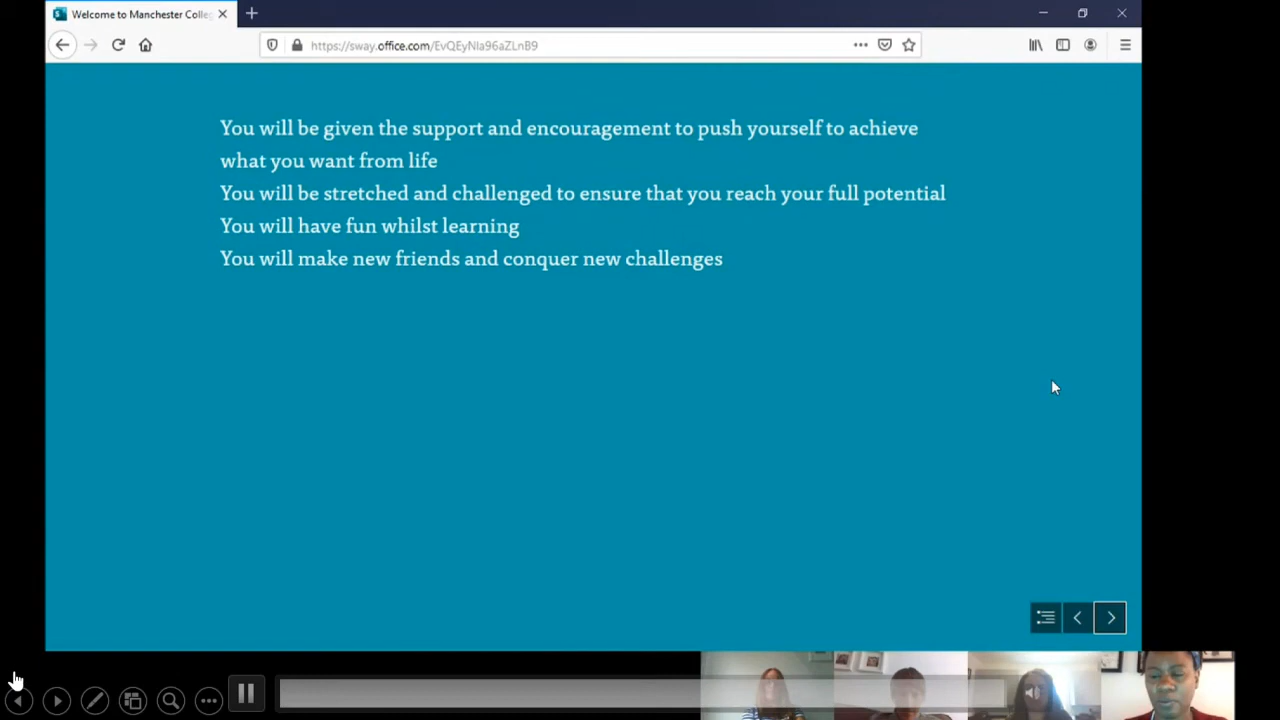 Welcome to Manchester Colleg
https://sway.office.com/EvQEyNIa96aZLnB9
You will be given the support and encouragement to push yourself to achieve
what you want from life
You will be stretched and challenged to ensure that you reach your full potential
You will have fun whilst learning
You will make new friends and conquer new challenges